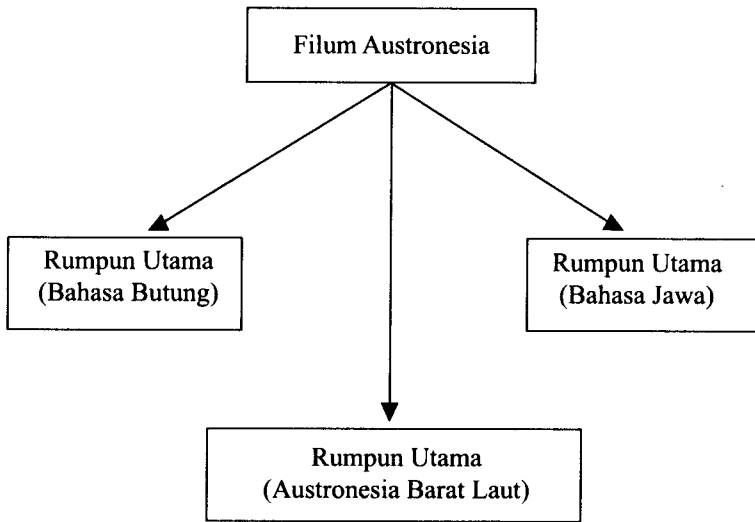 Filum Austronesia
Rumpun Utama
(Bahasa Butung)
Rumpun Utama
(Bahasa Jawa)
Rumpun Utama
(Austronesia Barat Laut)